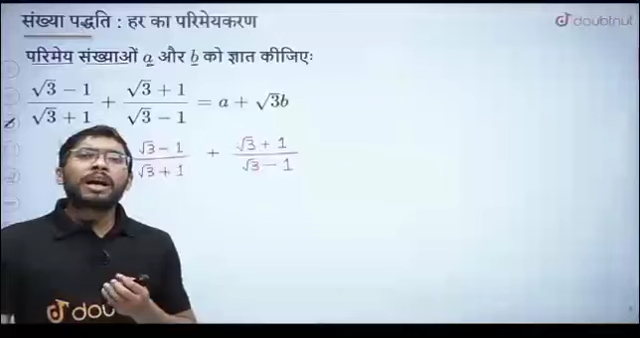 संख्या पद्धति : हर का परिमेयकरण
doubtnut
परिमेय संख्याओं a और b को ज्ञात कीजिएः
(√3 − 1)/(√3 + 1) + (√3 + 1)/(√3 − 1) = a + √3b
(√3 − 1)/(√3 + 1) + (√3 + 1)/(√3 − 1)
dou